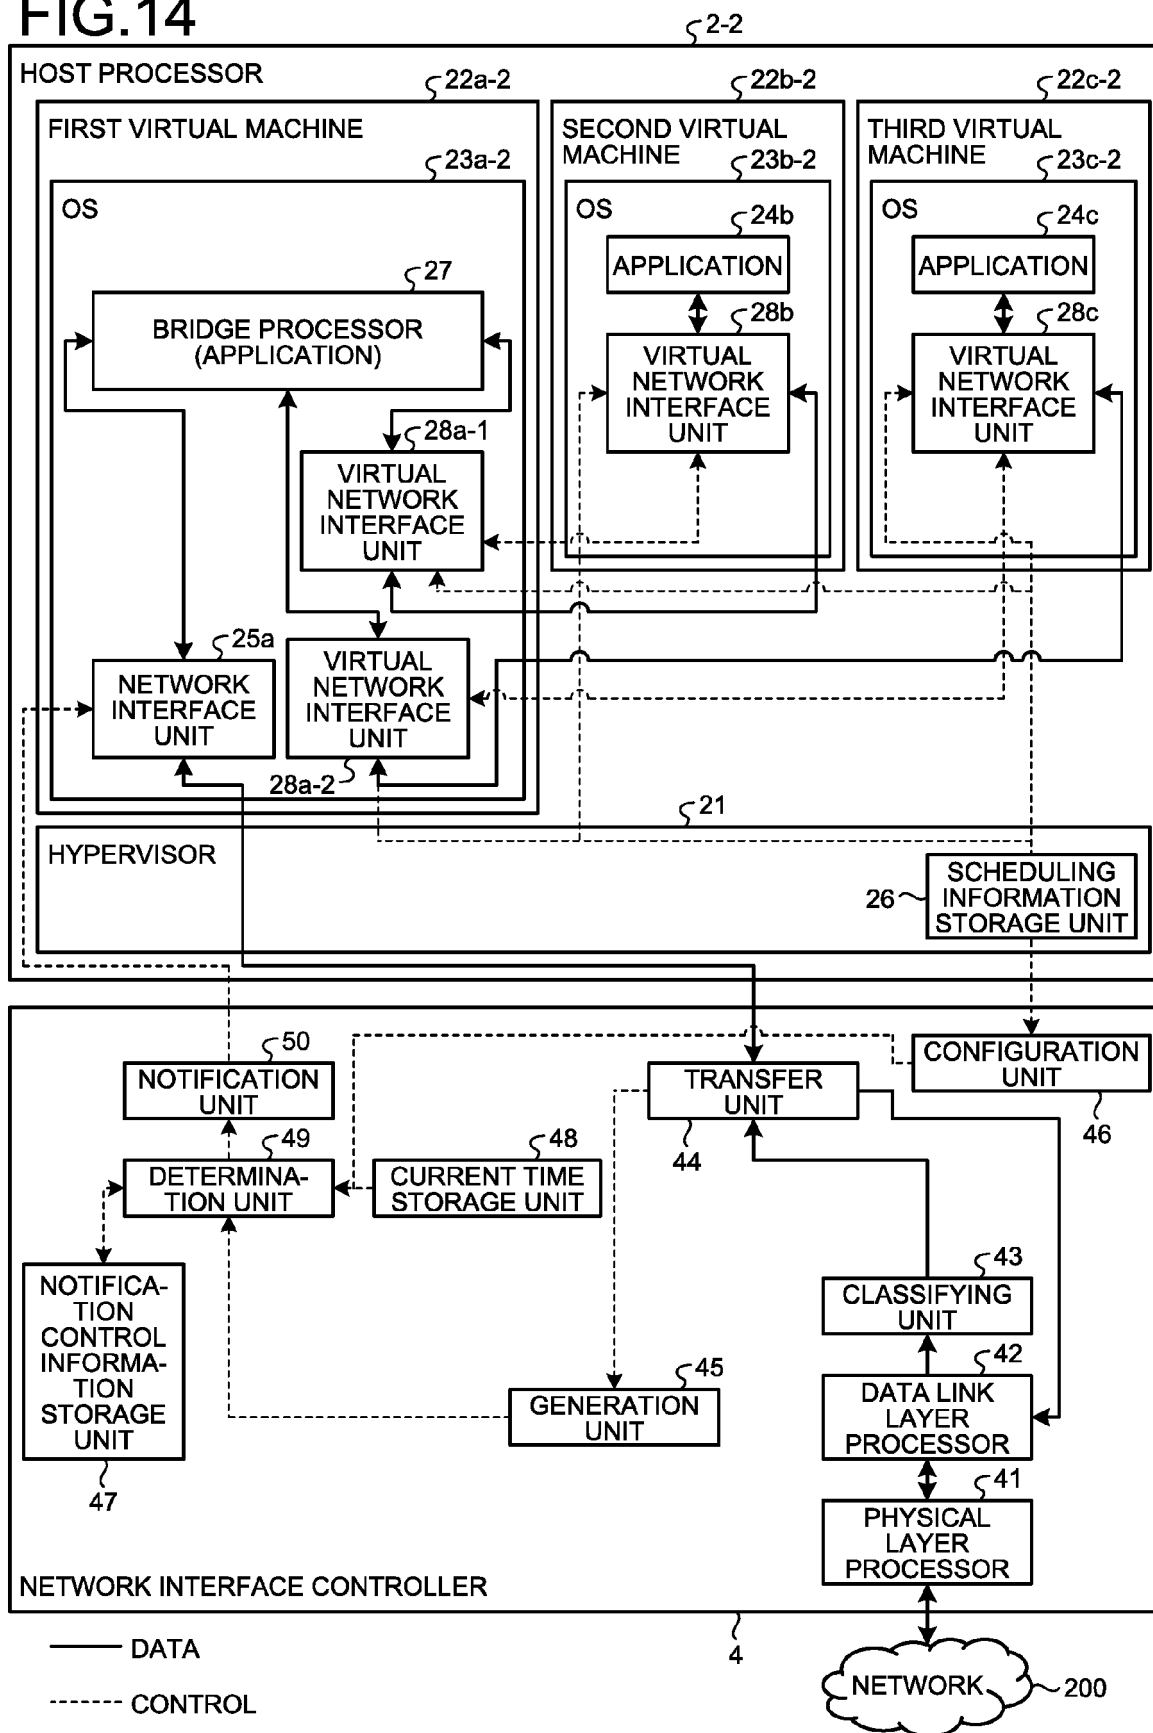 FIG.14
2-2
HOST PROCESSOR
22a-2
22b-2
22c-2
FIRST VIRTUAL MACHINE
SECOND VIRTUAL
MACHINE
THIRD VIRTUAL
MACHINE
23a-2
23b-2
23c-2
OS
OS
OS
24b
24c
APPLICATION
APPLICATION
27
BRIDGE PROCESSOR
(APPLICATION)
28b
28c
VIRTUAL
NETWORK
INTERFACE
UNIT
VIRTUAL
NETWORK
INTERFACE
UNIT
28a-1
VIRTUAL
NETWORK
INTERFACE
UNIT
25a
NETWORK
INTERFACE
UNIT
VIRTUAL
NETWORK
INTERFACE
UNIT
28a-2
21
HYPERVISOR
26
SCHEDULING
INFORMATION
STORAGE UNIT
50
NOTIFICATION
UNIT
TRANSFER
UNIT
44
CONFIGURATION
UNIT
46
49
DETERMINA-
TION UNIT
48
CURRENT TIME
STORAGE UNIT
NOTIFICA-
TION
CONTROL
INFORMA-
TION
STORAGE
UNIT
47
43
CLASSIFYING
UNIT
45
GENERATION
UNIT
42
DATA LINK
LAYER
PROCESSOR
41
PHYSICAL
LAYER
PROCESSOR
NETWORK INTERFACE CONTROLLER
4
DATA
CONTROL
NETWORK
200